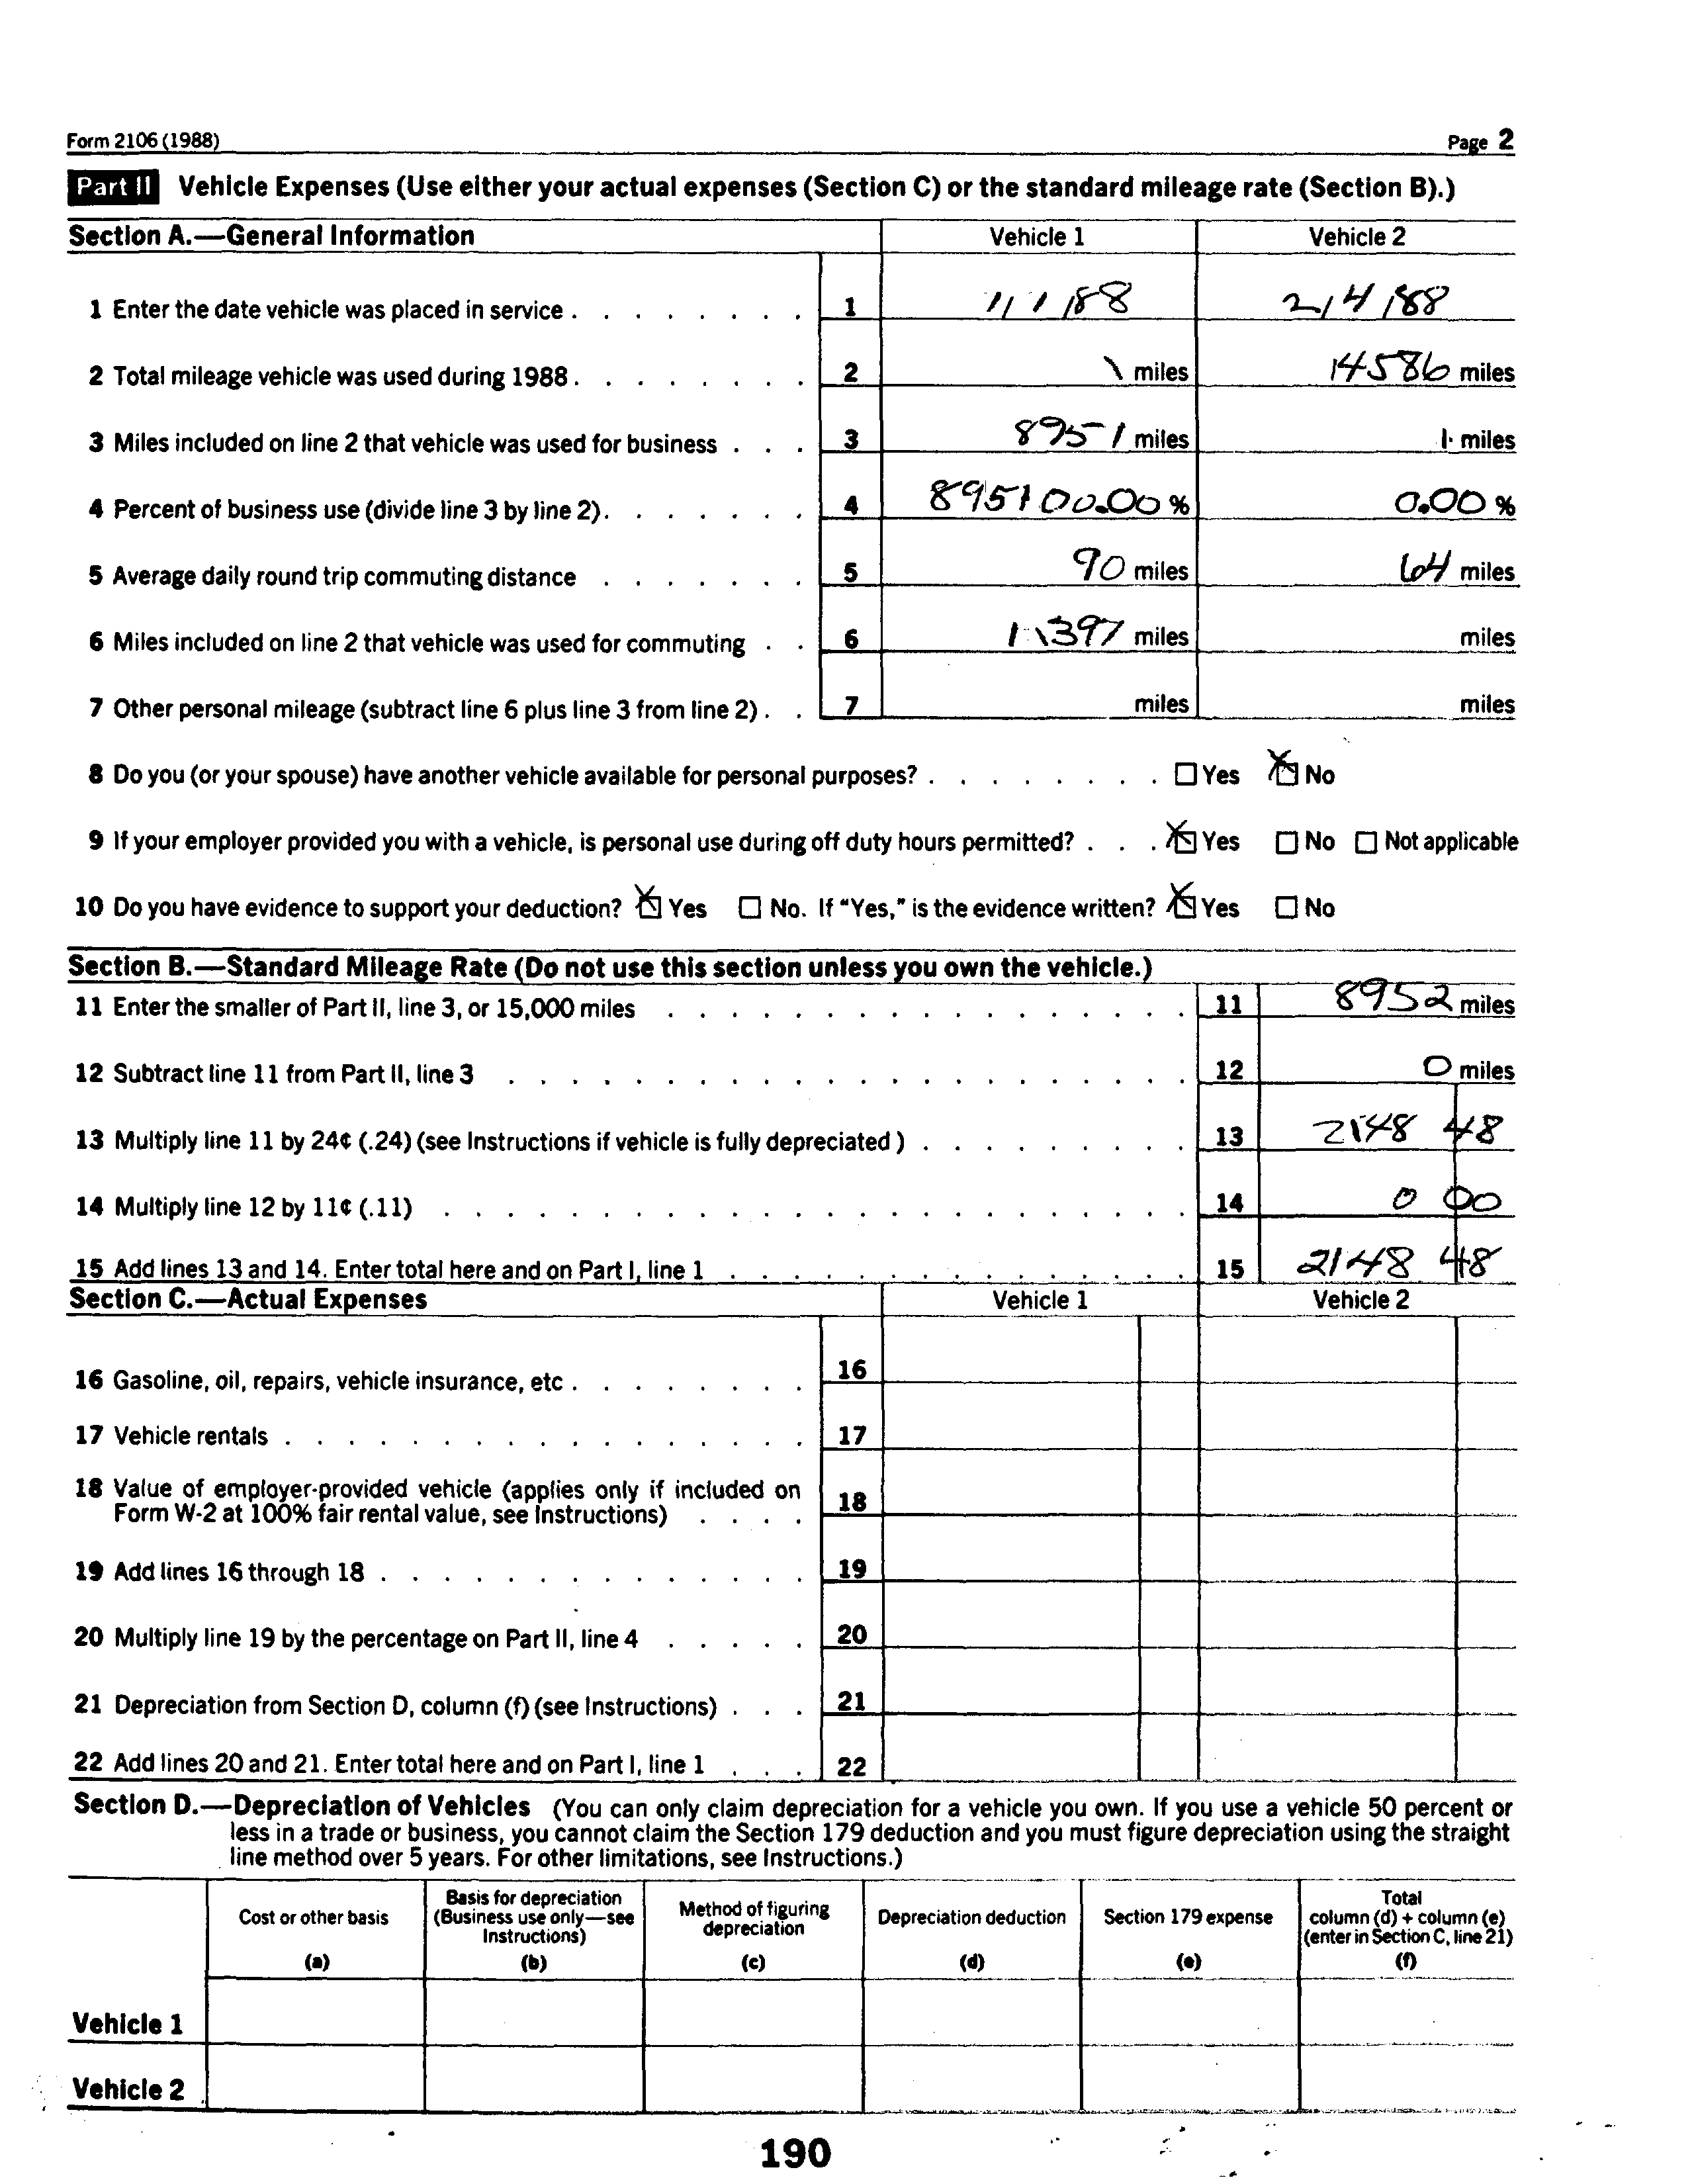 Form 2106 (1988) Page 2
Part II Vehicle Expenses (Use either your actual expenses (Section C) or the standard mileage rate (Section B).)
Section A.—General Information Vehicle 1 Vehicle 2
1 Enter the date vehicle was placed in service . . . . . . . . 1 1/1/88 2/4/88
2 Total mileage vehicle was used during 1988 . . . . . . . . 2 1 miles 14586 miles
3 Miles included on line 2 that vehicle was used for business . . . 3 8951 miles 1 miles
4 Percent of business use (divide line 3 by line 2) . . . . . . . 4 895100.00 % 0.00 %
5 Average daily round trip commuting distance . . . . . . . 5 90 miles 64 miles
6 Miles included on line 2 that vehicle was used for commuting . . 6 11397 miles miles
7 Other personal mileage (subtract line 6 plus line 3 from line 2) . . 7 miles miles
8 Do you (or your spouse) have another vehicle available for personal purposes? . . . . . . . . ☐ Yes ☒ No
9 If your employer provided you with a vehicle, is personal use during off duty hours permitted? . . . ☒ Yes ☐ No ☐ Not applicable
10 Do you have evidence to support your deduction? ☒ Yes ☐ No. If "Yes," is the evidence written? ☒ Yes ☐ No
Section B.—Standard Mileage Rate (Do not use this section unless you own the vehicle.)
11 Enter the smaller of Part II, line 3, or 15,000 miles . . . . . . . . . . . . . . . . . 11 8952 miles
12 Subtract line 11 from Part II, line 3 . . . . . . . . . . . . . . . . . . . . . . 12 0 miles
13 Multiply line 11 by 24¢ (.24) (see Instructions if vehicle is fully depreciated) . . . . . . . . . 13 2148 48
14 Multiply line 12 by 11¢ (.11) . . . . . . . . . . . . . . . . . . . . . . . . 14 0 00
15 Add lines 13 and 14. Enter total here and on Part I, line 1 . . . . . . . . . . . . . . . 15 2148 48
Section C.—Actual Expenses Vehicle 1 Vehicle 2
16 Gasoline, oil, repairs, vehicle insurance, etc . . . . . . . . 16
17 Vehicle rentals . . . . . . . . . . . . . . . . . 17
18 Value of employer-provided vehicle (applies only if included on
Form W-2 at 100% fair rental value, see Instructions) . . . . 18
19 Add lines 16 through 18 . . . . . . . . . . . . . . 19
20 Multiply line 19 by the percentage on Part II, line 4 . . . . . 20
21 Depreciation from Section D, column (f) (see Instructions) . . . 21
22 Add lines 20 and 21. Enter total here and on Part I, line 1 . . . 22
Section D.—Depreciation of Vehicles (You can only claim depreciation for a vehicle you own. If you use a vehicle 50 percent or
less in a trade or business, you cannot claim the Section 179 deduction and you must figure depreciation using the straight
line method over 5 years. For other limitations, see Instructions.)
Cost or other basis
(a)
Basis for depreciation
(Business use only—see
Instructions)
(b)
Method of figuring
depreciation
(c)
Depreciation deduction
(d)
Section 179 expense
(e)
Total
column (d) + column (e)
(enter in Section C, line 21)
(f)
Vehicle 1
Vehicle 2
190